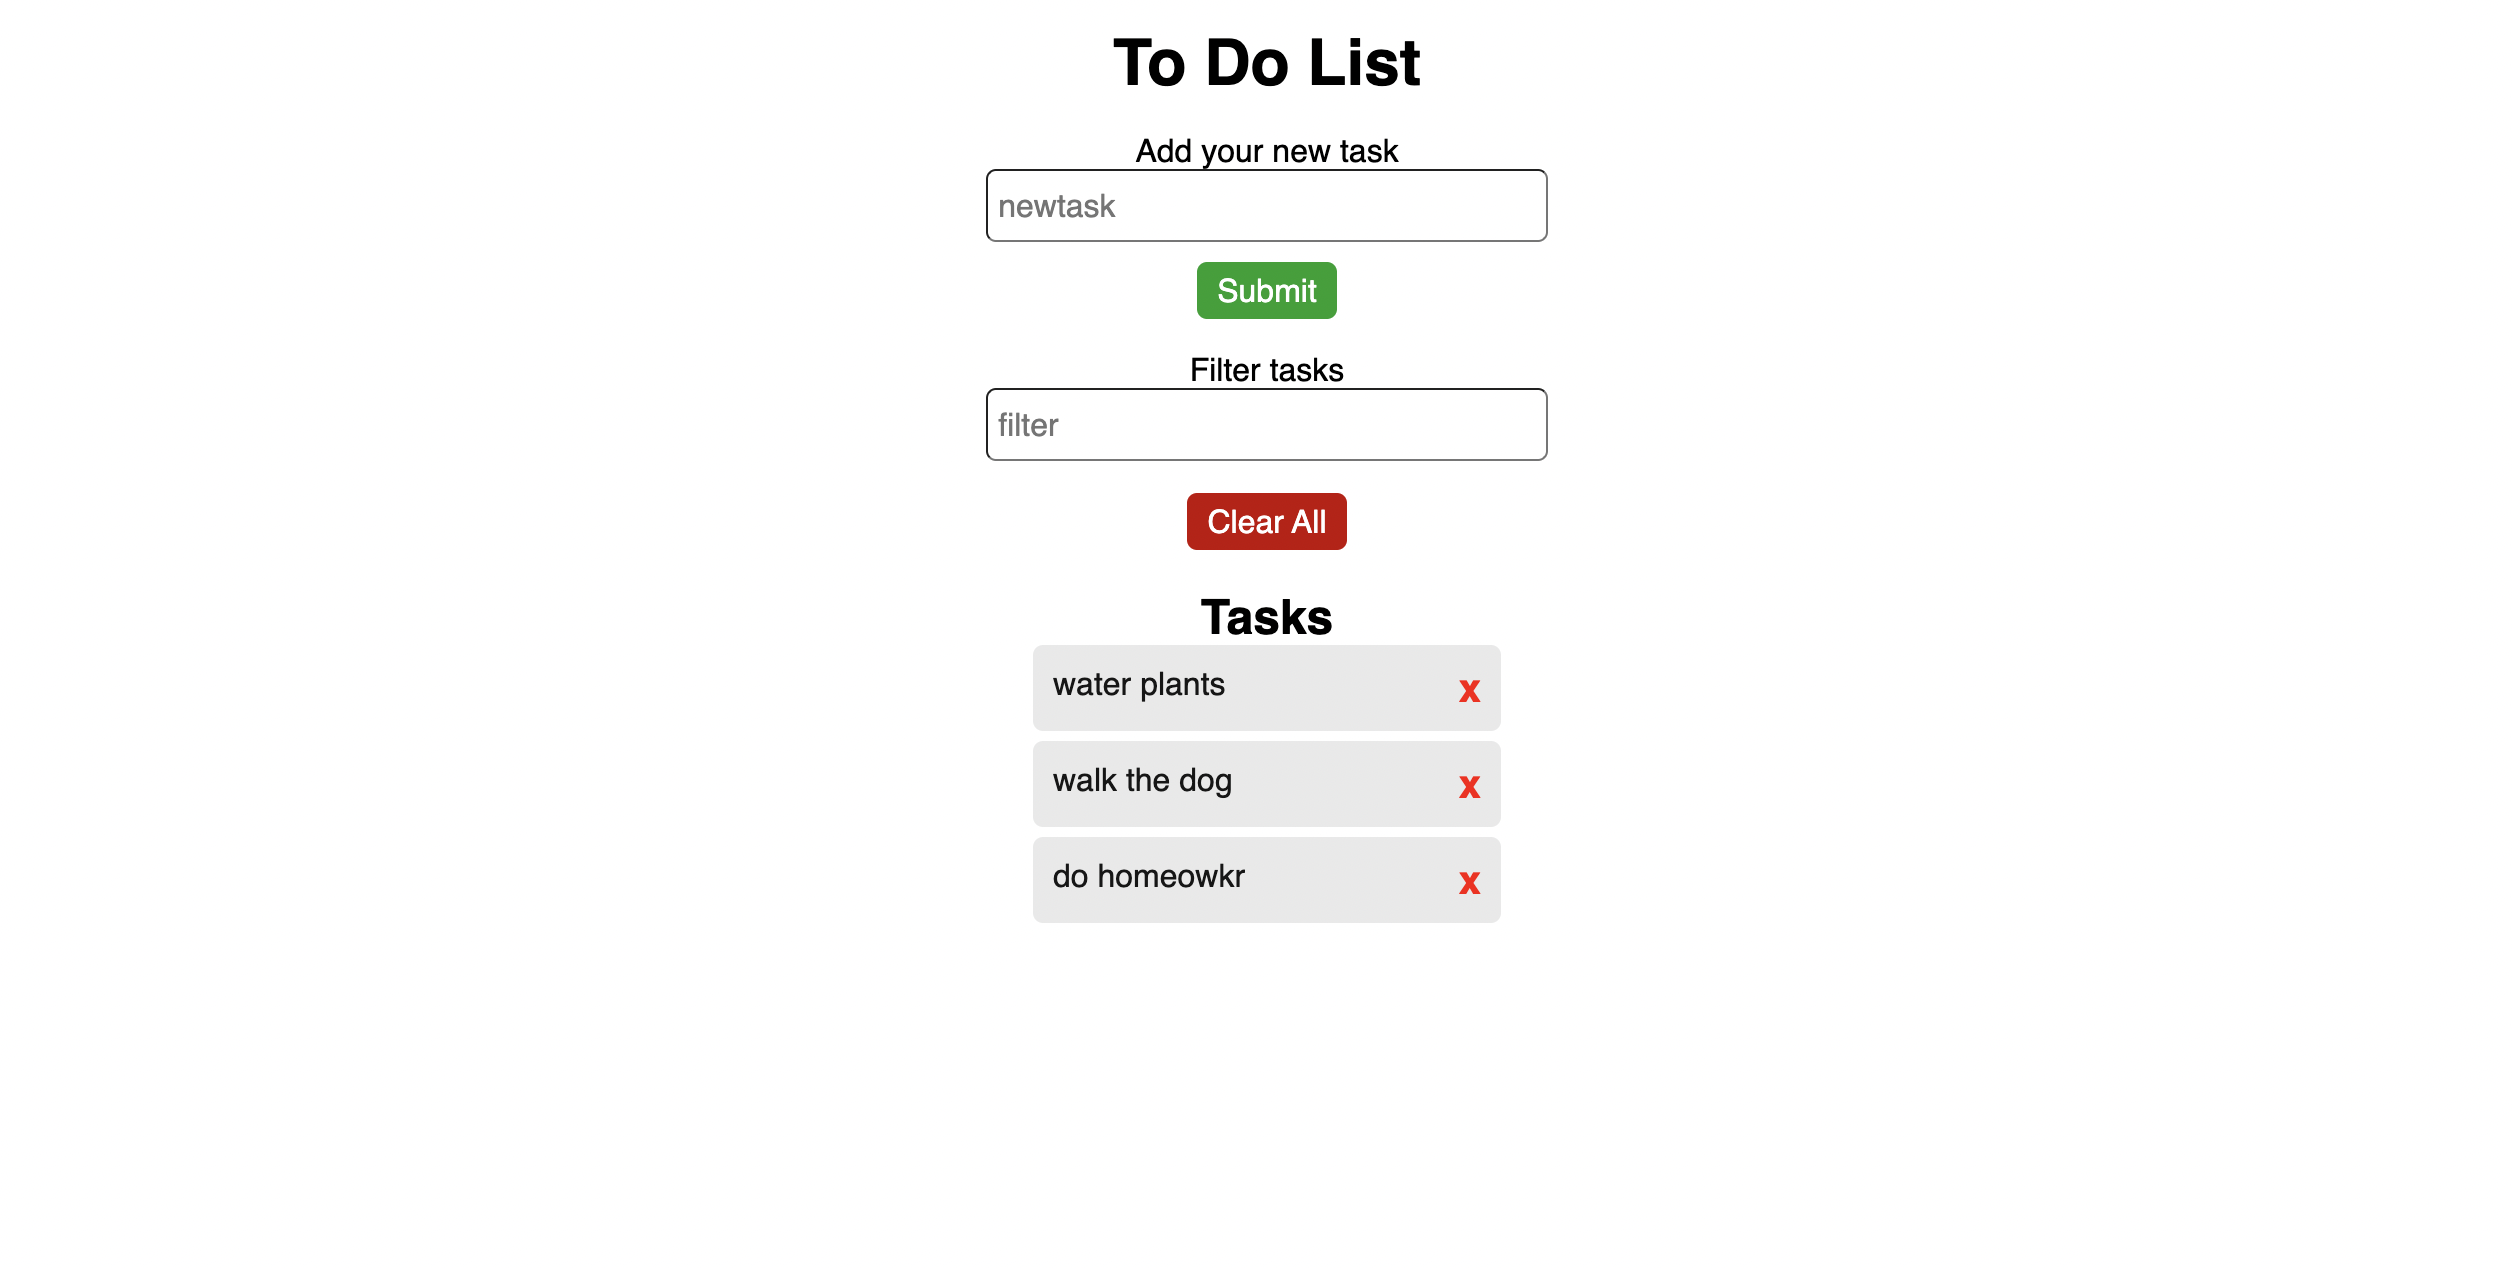 To Do List
Add your new task
newtask
Submit
Filter tasks
filter
Clear All
Tasks
water plants x
walk the dog x
do homeowkr x